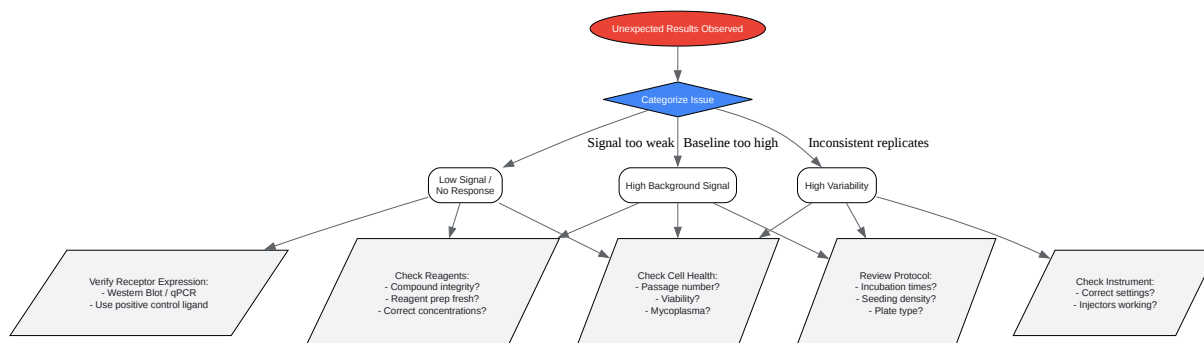 Unexpected Results Observed
Categorize Issue
Signal too weak
Baseline too high
Inconsistent replicates
Low Signal /
No Response
High Background Signal
High Variability
Verify Receptor Expression:
- Western Blot / qPCR
- Use positive control ligand
Check Reagents:
- Compound integrity?
- Reagent prep fresh?
- Correct concentrations?
Check Cell Health:
- Passage number?
- Viability?
- Mycoplasma?
Review Protocol:
- Incubation times?
- Seeding density?
- Plate type?
Check Instrument:
- Correct settings?
- Injectors working?